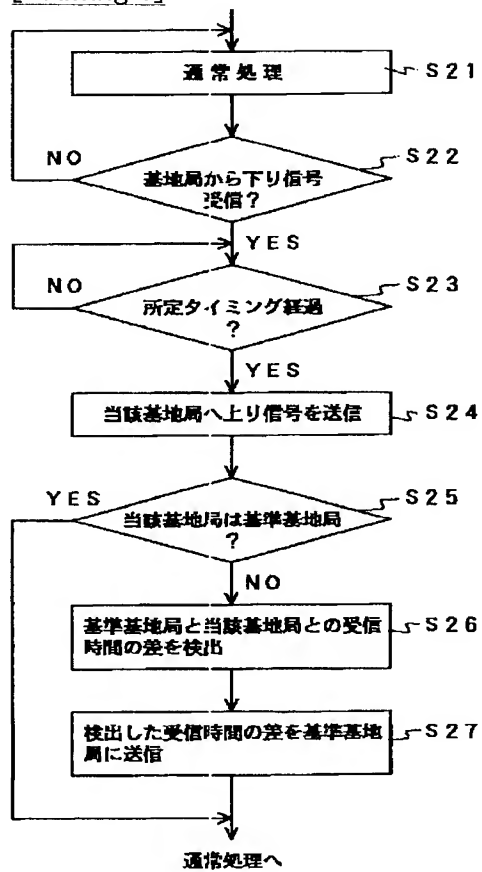 通常処理
S21
S22
NO
基地局から下り信号
受信？
YES
S23
NO
所定タイミング経過
？
YES
当該基地局へ上り信号を送信
S24
S25
YES
当該基地局は基準基地局
？
NO
基準基地局と当該基地局との受信
時間の差を検出
S26
検出した受信時間の差を基準基地
局に送信
S27
通常処理へ